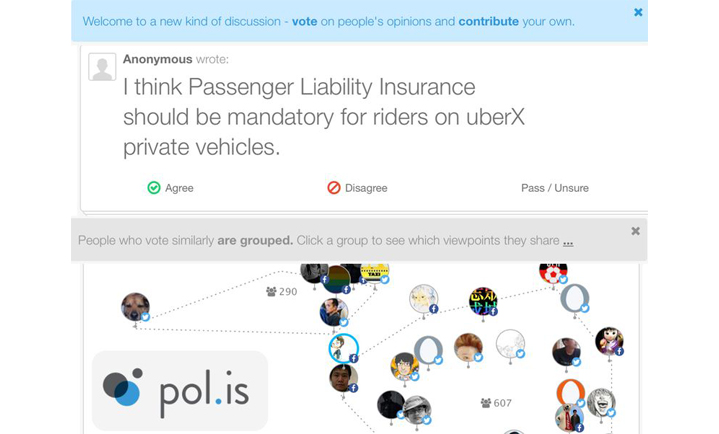 Welcome to a new kind of discussion - vote on people's opinions and contribute your own.
Anonymous wrote:
I think Passenger Liability Insurance
should be mandatory for riders on uberX
private vehicles.
Agree
Disagree
Pass / Unsure
People who vote similarly are grouped. Click a group to see which viewpoints they share ...
TAXI
290
607
pol.is